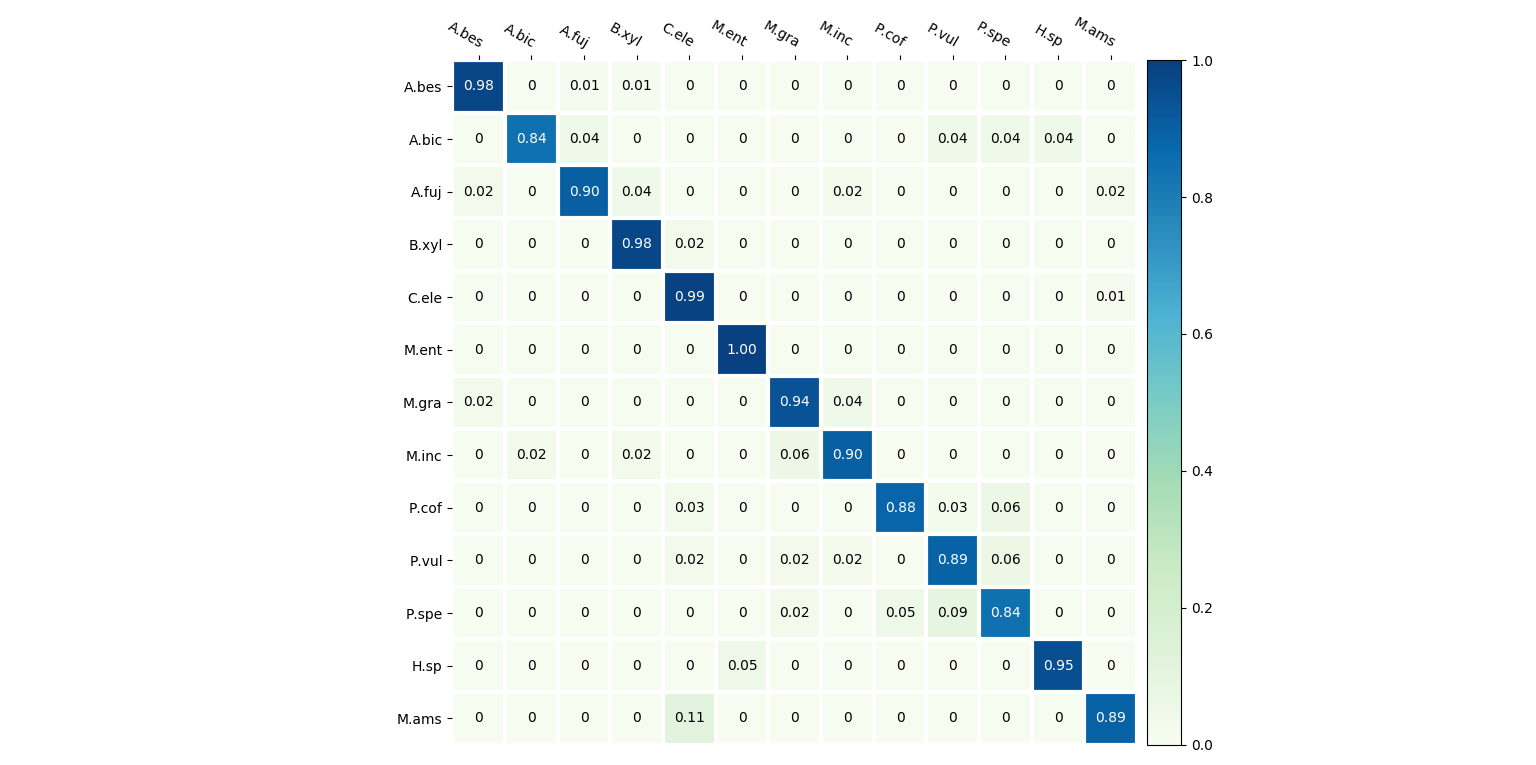 A.bes A.bic A.fuj B.xyl C.ele M.ent M.gra M.inc P.cof P.vul P.spe H.sp M.ams
A.bes 0.98 0 0.01 0.01 0 0 0 0 0 0 0 0 0
A.bic 0 0.84 0.04 0 0 0 0 0 0 0.04 0.04 0.04 0
A.fuj 0.02 0 0.90 0.04 0 0 0 0.02 0 0 0 0 0.02
B.xyl 0 0 0 0.98 0.02 0 0 0 0 0 0 0 0
C.ele 0 0 0 0 0.99 0 0 0 0 0 0 0 0.01
M.ent 0 0 0 0 0 1.00 0 0 0 0 0 0 0
M.gra 0.02 0 0 0 0 0 0.94 0.04 0 0 0 0 0
M.inc 0 0.02 0 0.02 0 0 0.06 0.90 0 0 0 0 0
P.cof 0 0 0 0 0.03 0 0 0 0.88 0.03 0.06 0 0
P.vul 0 0 0 0 0.02 0 0.02 0.02 0 0.89 0.06 0 0
P.spe 0 0 0 0 0 0 0.02 0 0.05 0.09 0.84 0 0
H.sp 0 0 0 0 0 0.05 0 0 0 0 0 0.95 0
M.ams 0 0 0 0 0.11 0 0 0 0 0 0 0 0.89
1.0
0.8
0.6
0.4
0.2
0.0